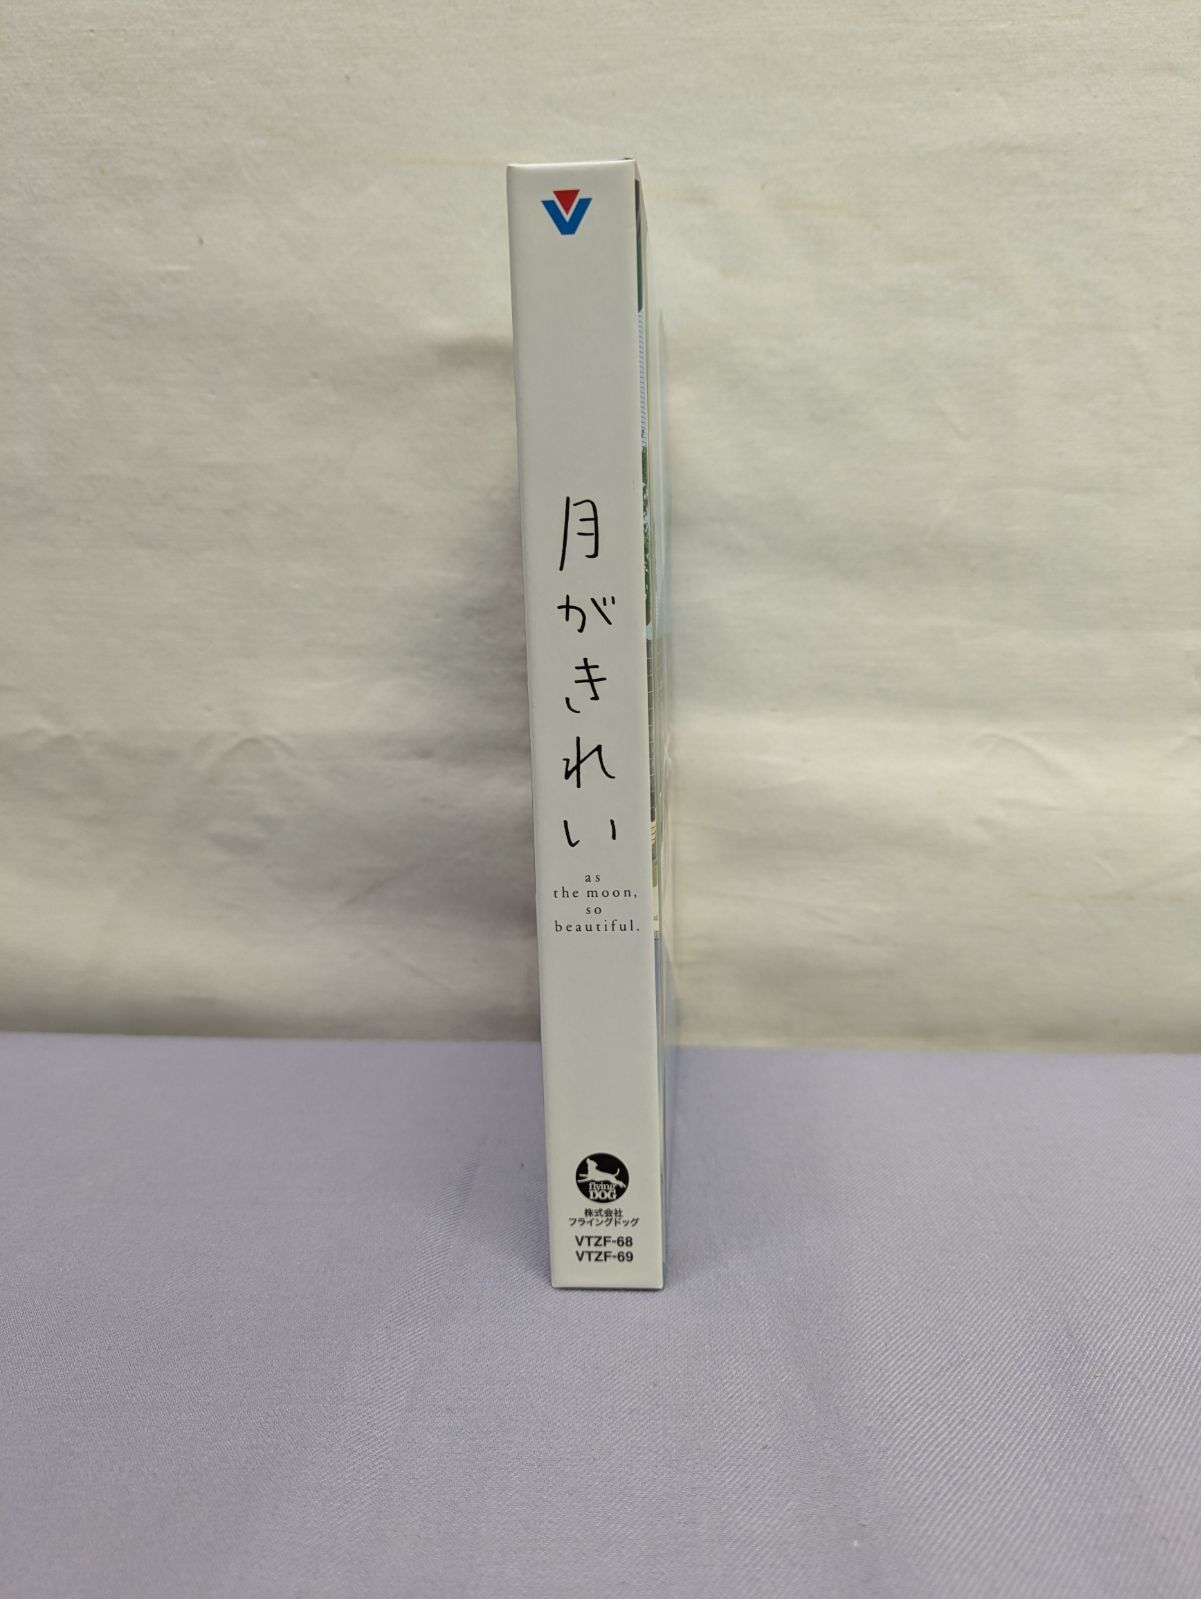 月がきれい
as
the moon,
so
beautiful.
flying
DOG
株式会社
フライングドッグ
VTZF-68
VTZF-69